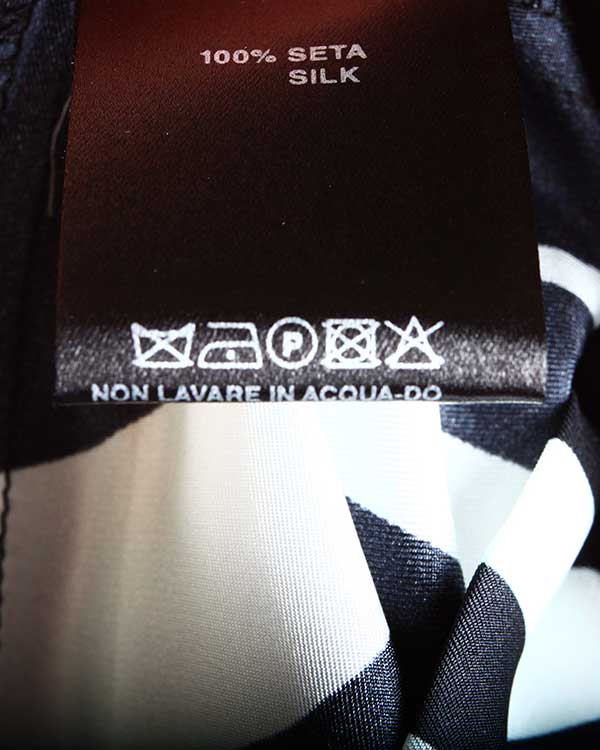 100% SETA
SILK
P
NON LAVARE IN ACQUA-DO